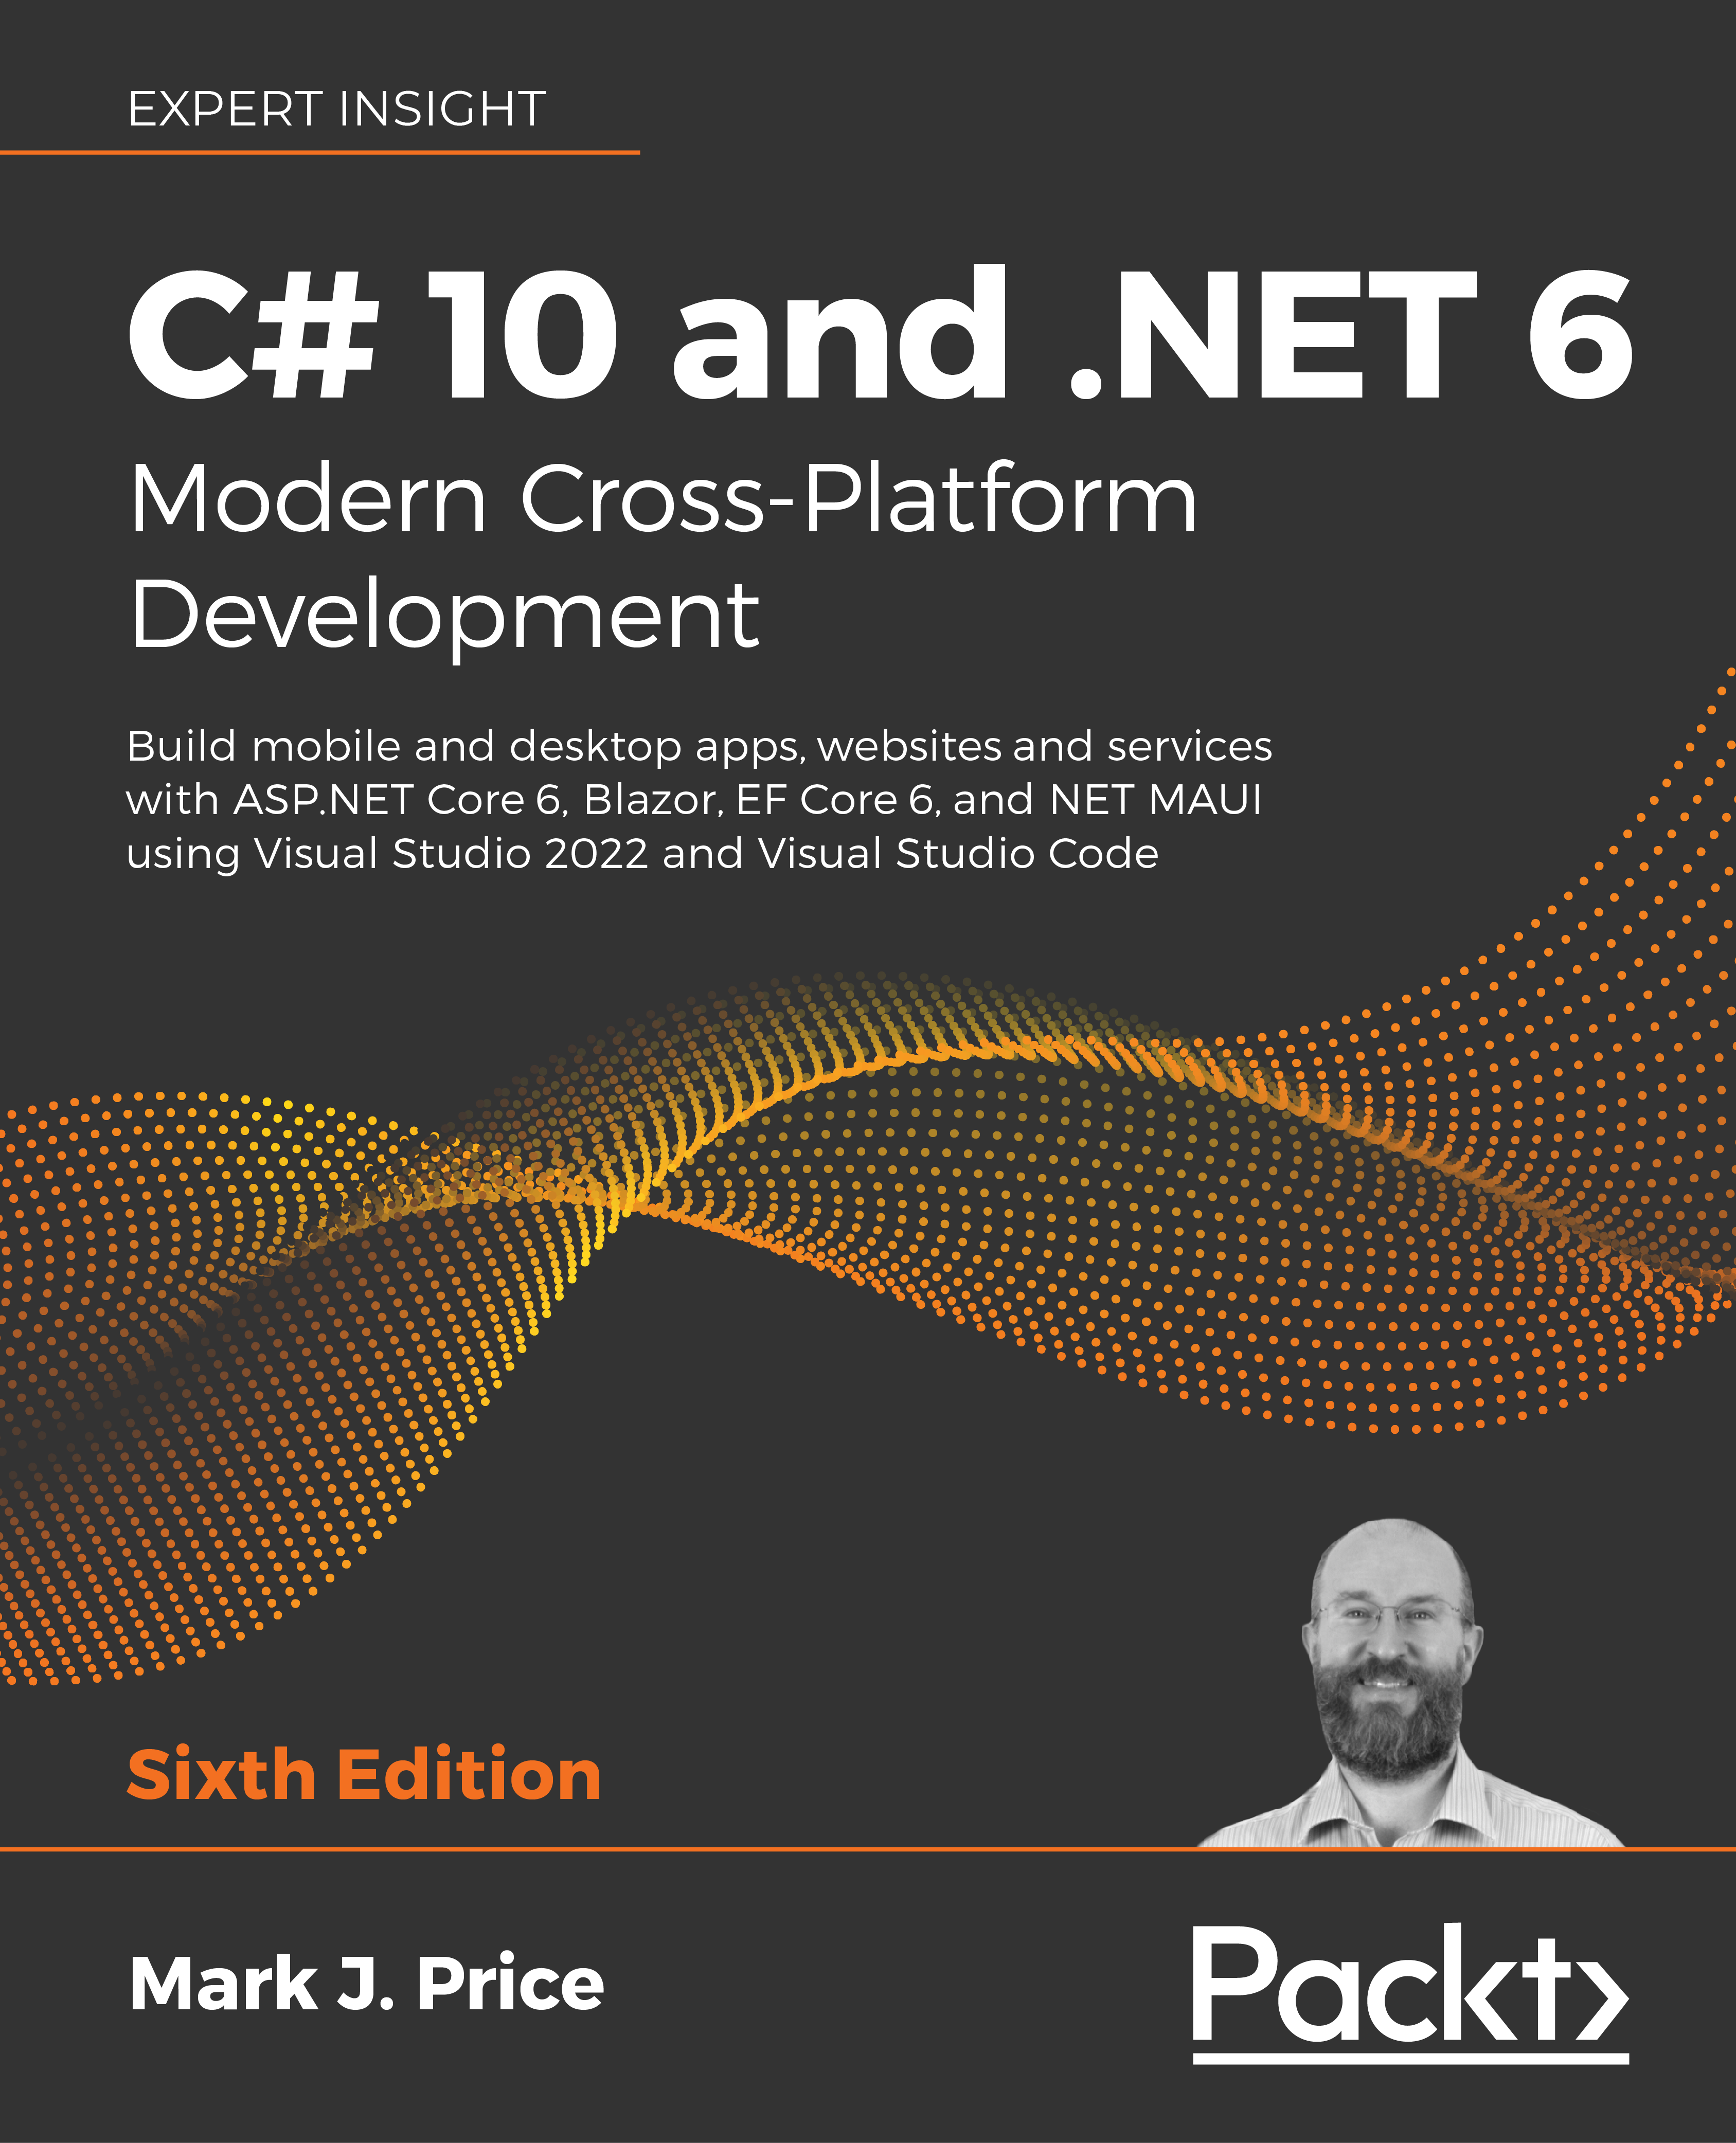 EXPERT INSIGHT
C# 10 and .NET 6
Modern Cross-Platform
Development
Build mobile and desktop apps, websites and services
with ASP.NET Core 6, Blazor, EF Core 6, and NET MAUI
using Visual Studio 2022 and Visual Studio Code
Sixth Edition
Mark J. Price
Packt